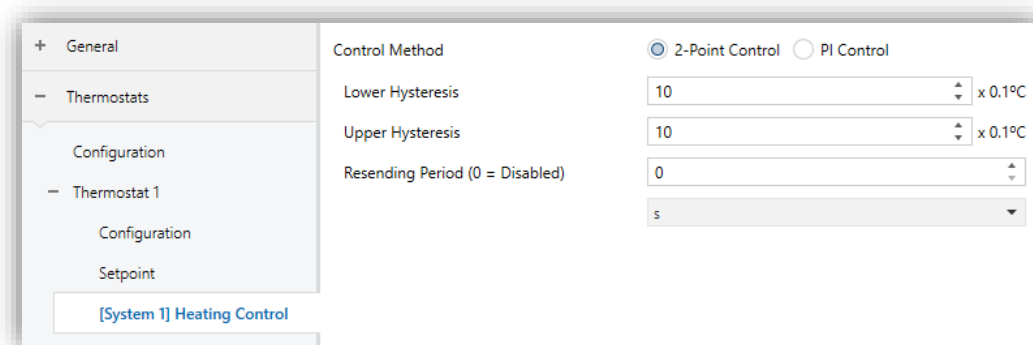 + General
− Thermostats
Configuration
− Thermostat 1
Configuration
Setpoint
[System 1] Heating Control
Control Method 2-Point Control PI Control
Lower Hysteresis 10 x 0.1ºC
Upper Hysteresis 10 x 0.1ºC
Resending Period (0 = Disabled) 0
s